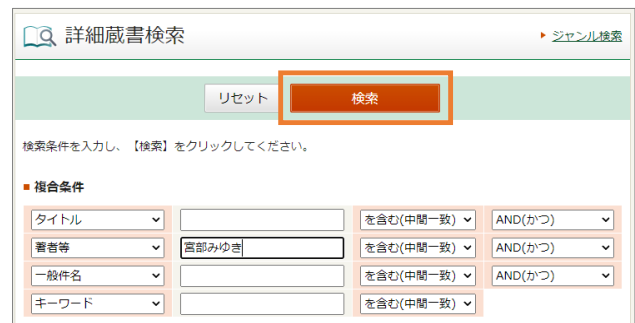 詳細蔵書検索
ジャンル検索
リセット 検索
検索条件を入力し、【検索】をクリックしてください。
複合条件
タイトル を含む(中間一致) AND(かつ)
著者等 宮部みゆき を含む(中間一致) AND(かつ)
一般件名 を含む(中間一致) AND(かつ)
キーワード を含む(中間一致)